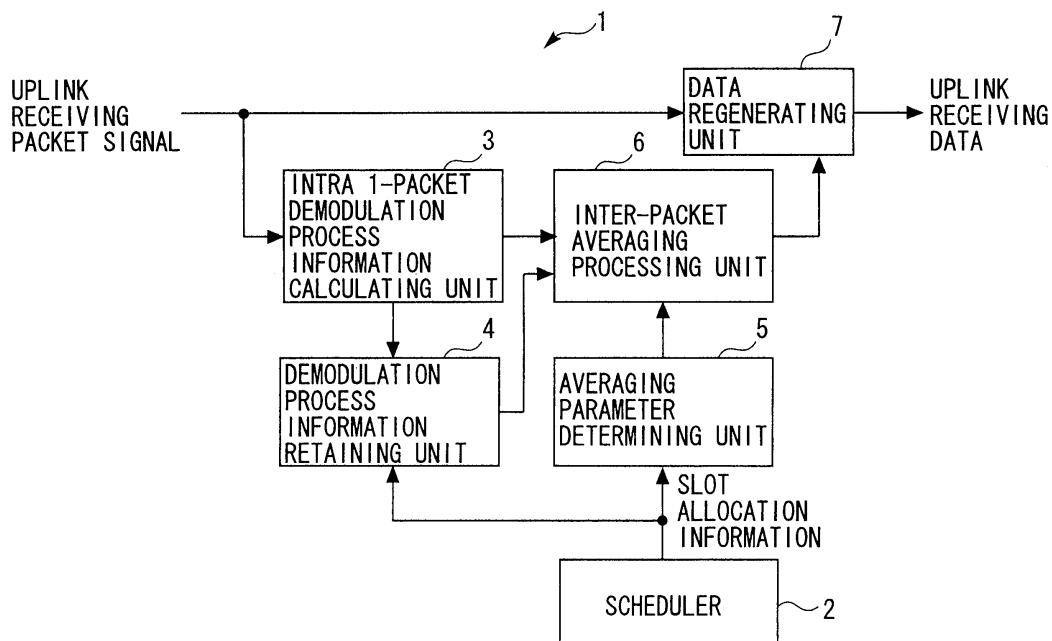 1
7
UPLINK
RECEIVING
PACKET SIGNAL
DATA
REGENERATING
UNIT
UPLINK
RECEIVING
DATA
3
INTRA 1-PACKET
DEMODULATION
PROCESS
INFORMATION
CALCULATING UNIT
6
INTER-PACKET
AVERAGING
PROCESSING UNIT
4
DEMODULATION
PROCESS
INFORMATION
RETAINING UNIT
5
AVERAGING
PARAMETER
DETERMINING UNIT
SLOT
ALLOCATION
INFORMATION
SCHEDULER
2